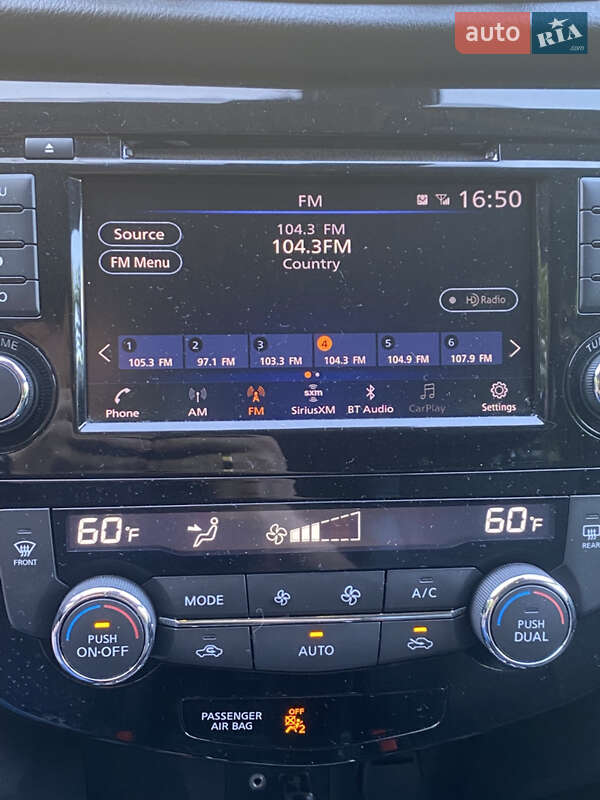 auto RIA.com
FM 16:50
Source
FM Menu
104.3 FM
104.3FM
Country
HD Radio
1 2 3 4 5 6
105.3 FM 97.1 FM 103.3 FM 104.3 FM 104.9 FM 107.9 FM
Phone AM FM SiriusXM BT Audio CarPlay Settings
sxm
60°F 60°F
FRONT
REAR
MODE
A/C
PUSH
ON·OFF
AUTO
PUSH
DUAL
PASSENGER
AIR BAG
OFF
2